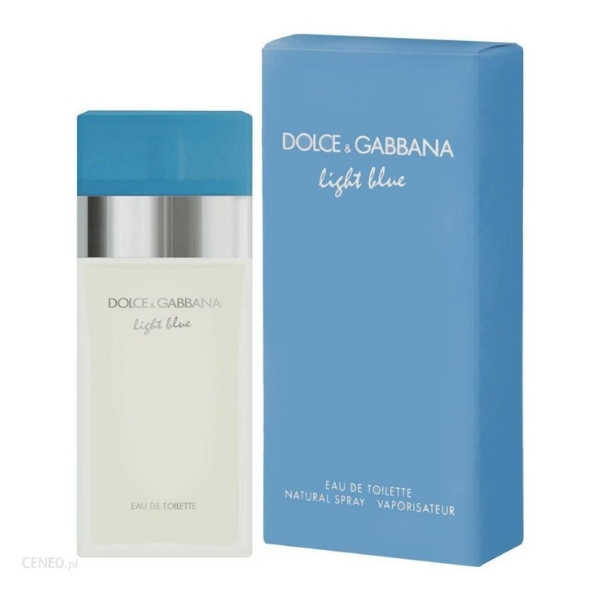 DOLCE & GABBANA
light blue
EAU DE TOILETTE
DOLCE & GABBANA
light blue
EAU DE TOILETTE
NATURAL SPRAY VAPORISATEUR
CENEO.pl